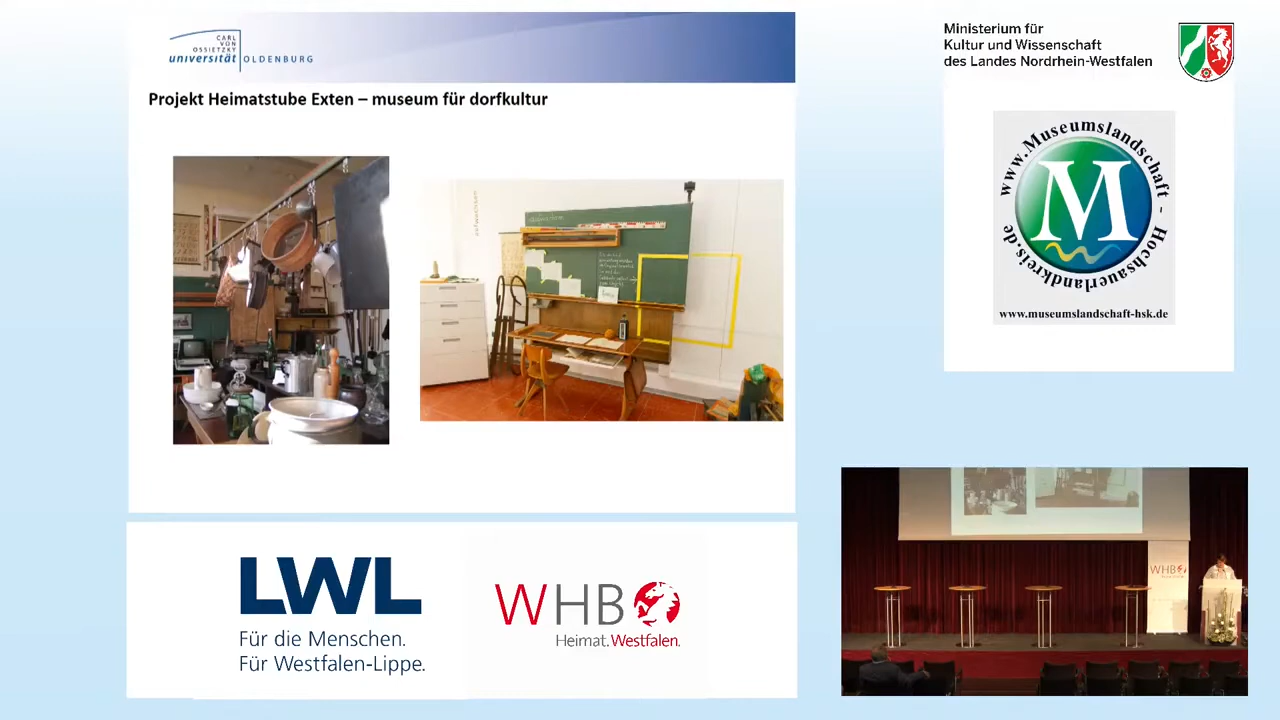 CARL
VON
OSSIETZKY
universität OLDENBURG
Projekt Heimatstube Exten – museum für dorfkultur
Ministerium für
Kultur und Wissenschaft
des Landes Nordrhein-Westfalen
www.Museumslandschaft - Hochsauerlandkreis.de
M
www.museumslandschaft-hsk.de
LWL
Für die Menschen.
Für Westfalen-Lippe.
WHB
Heimat.Westfalen.
WHB